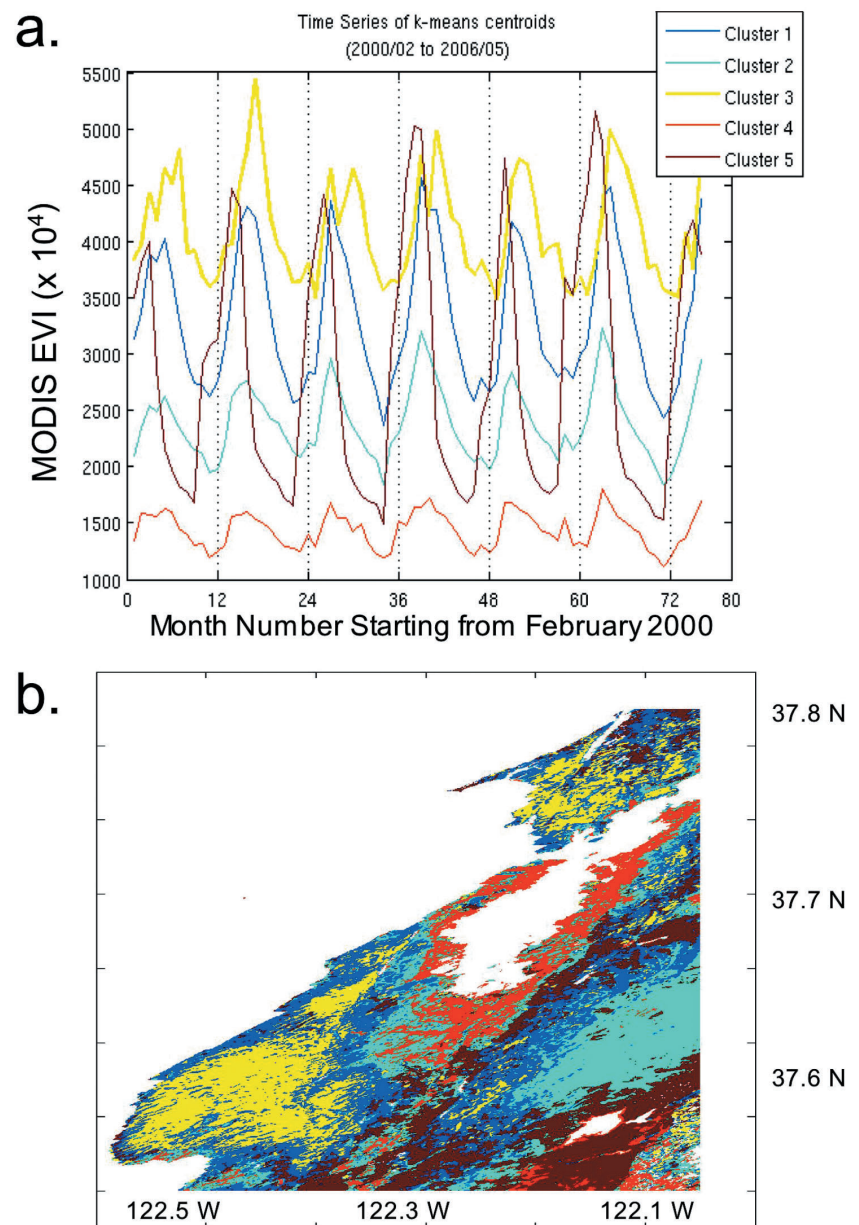 a.
Time Series of k-means centroids
(2000/02 to 2006/05)
Cluster 1
Cluster 2
Cluster 3
Cluster 4
Cluster 5
MODIS EVI (x 10⁴)
5500
5000
4500
4000
3500
3000
2500
2000
1500
1000
0 12 24 36 48 60 72 80
Month Number Starting from February 2000
b.
37.8 N
37.7 N
37.6 N
122.5 W 122.3 W 122.1 W